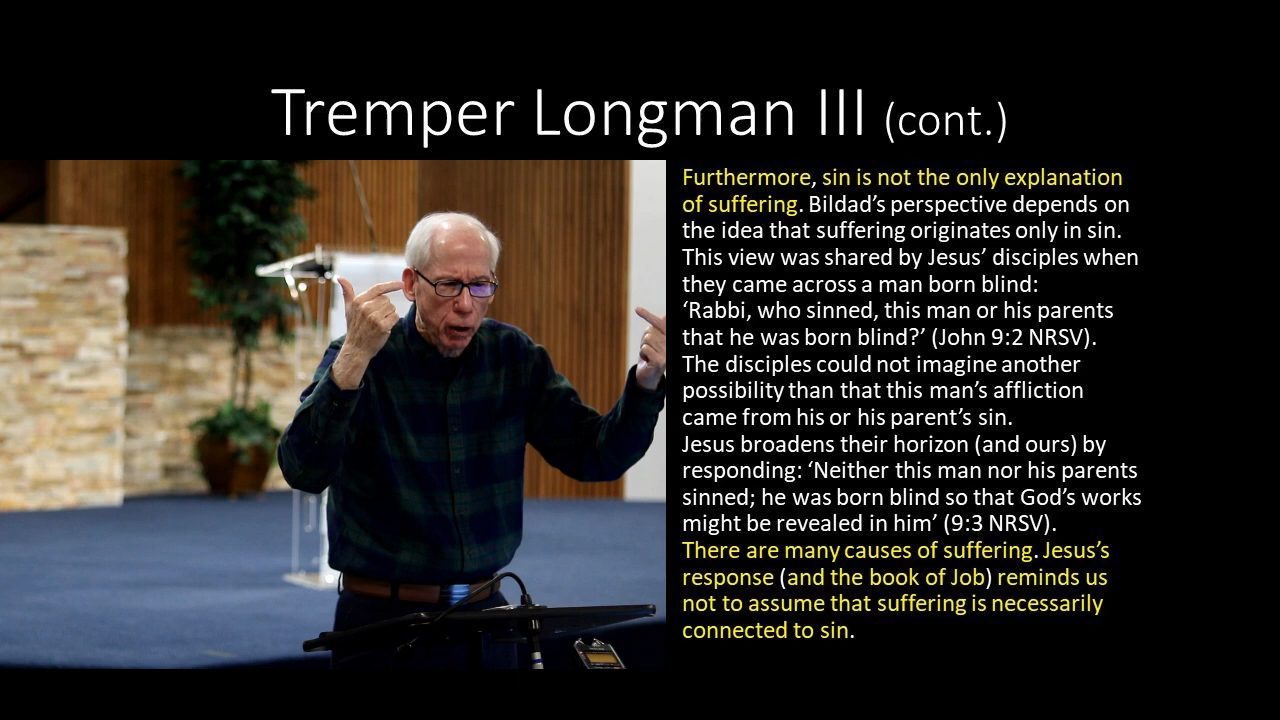 Tremper Longman III (cont.)
Furthermore, sin is not the only explanation
of suffering. Bildad’s perspective depends on
the idea that suffering originates only in sin.
This view was shared by Jesus’ disciples when
they came across a man born blind:
‘Rabbi, who sinned, this man or his parents
that he was born blind?’ (John 9:2 NRSV).
The disciples could not imagine another
possibility than that this man’s affliction
came from his or his parent’s sin.
Jesus broadens their horizon (and ours) by
responding: ‘Neither this man nor his parents
sinned; he was born blind so that God’s works
might be revealed in him’ (9:3 NRSV).
There are many causes of suffering. Jesus’s
response (and the book of Job) reminds us
not to assume that suffering is necessarily
connected to sin.